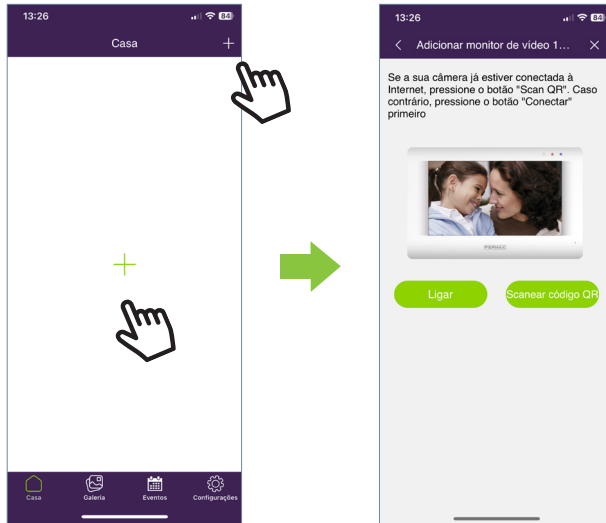 13:26
84
Casa
Casa
Galeria
Eventos
Configurações
13:26
84
Adicionar monitor de vídeo 1...
Se a sua câmera já estiver conectada à
Internet, pressione o botão "Scan QR". Caso
contrário, pressione o botão "Conectar"
primeiro
FERMAX
Ligar
Scanear código QR